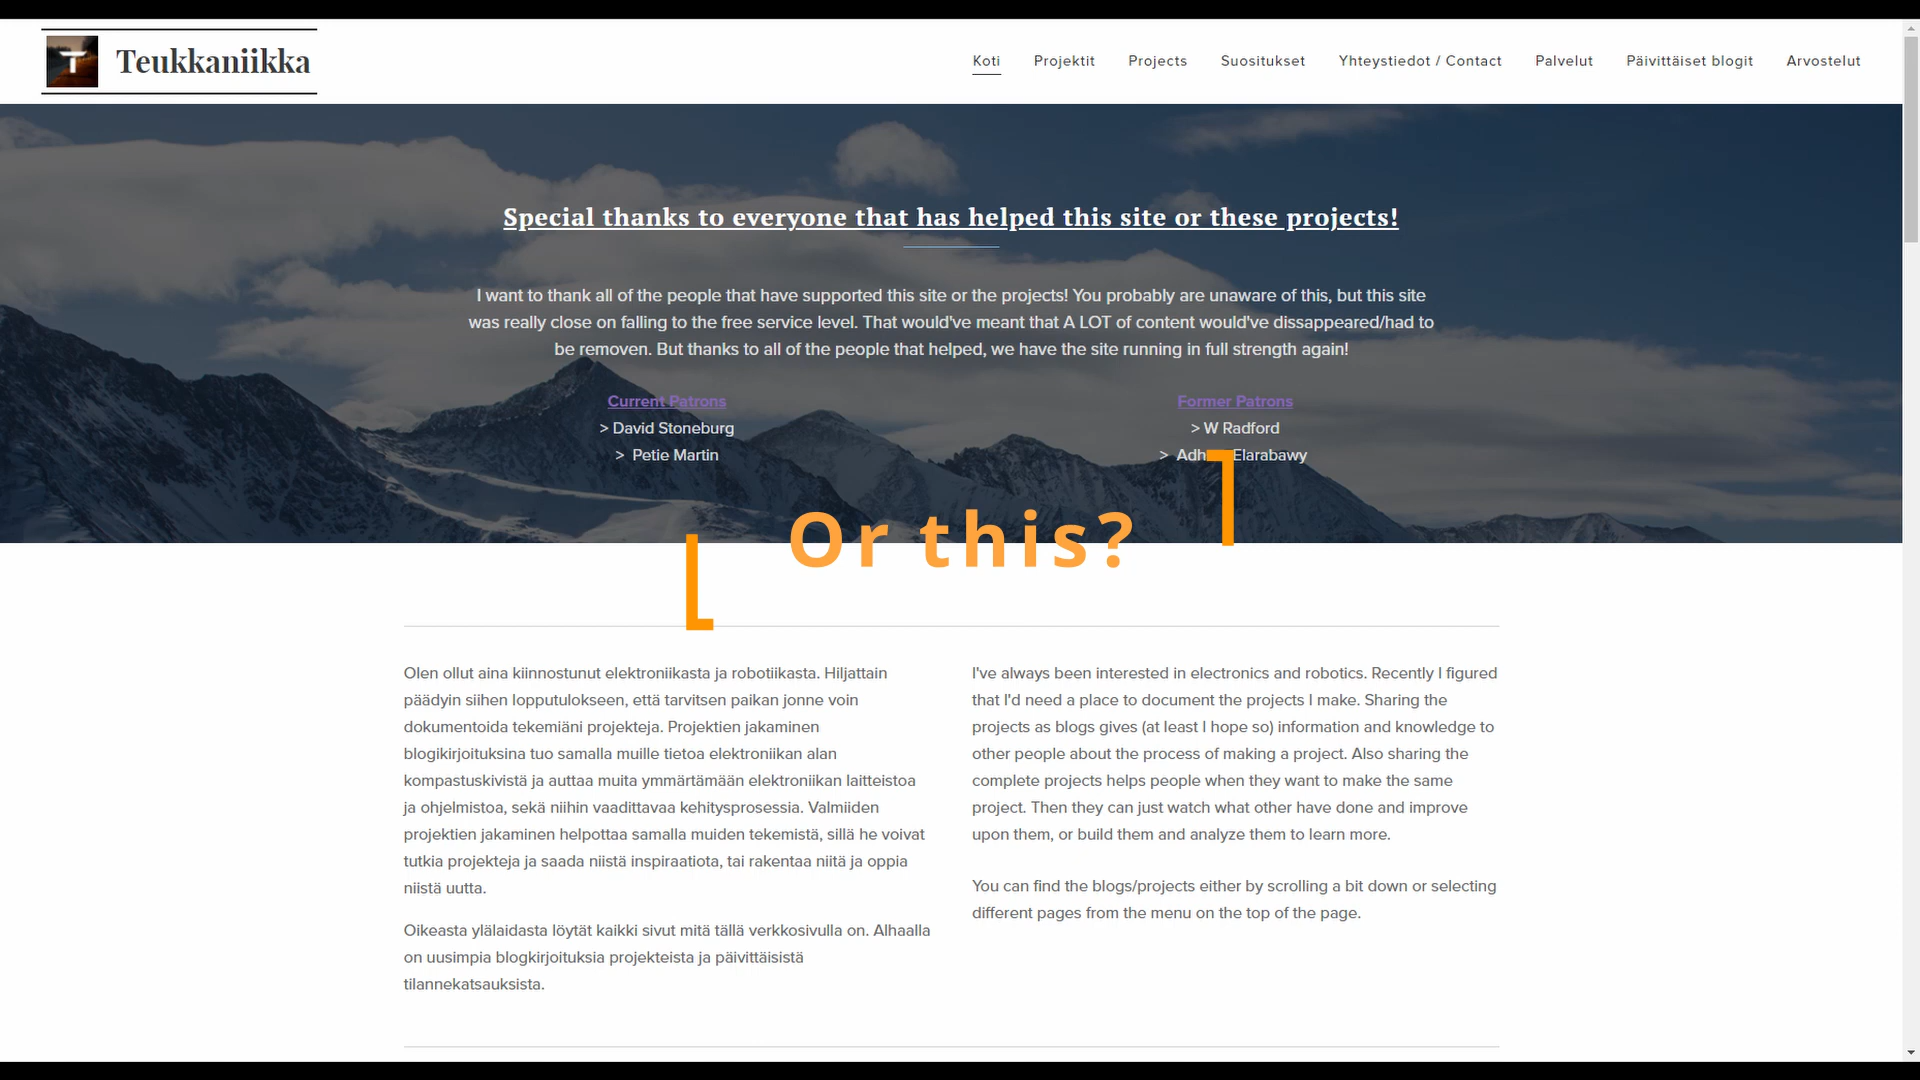 Teukkaniikka
Koti Projektit Projects Suositukset Yhteystiedot / Contact Palvelut Päivittäiset blogit Arvostelut
Special thanks to everyone that has helped this site or these projects!
I want to thank all of the people that have supported this site or the projects! You probably are unaware of this, but this site
was really close on falling to the free service level. That would've meant that A LOT of content would've dissappeared/had to
be removen. But thanks to all of the people that helped, we have the site running in full strength again!
Current Patrons
> David Stoneburg
> Petie Martin
Former Patrons
> W Radford
> Elarabawy
Or this?
Olen ollut aina kiinnostunut elektroniikasta ja robotiikasta. Hiljattain
päädyin siihen lopputulokseen, että tarvitsen paikan jonne voin
dokumentoida tekemiäni projekteja. Projektien jakaminen
blogikirjoituksina tuo samalla muille tietoa elektroniikan alan
kompastuskivistä ja auttaa muita ymmärtämään elektroniikan laitteistoa
ja ohjelmistoa, sekä niihin vaadittavaa kehitysprosessia. Valmiiden
projektien jakaminen helpottaa samalla muiden tekemistä, sillä he voivat
tutkia projekteja ja saada niistä inspiraatiota, tai rakentaa niitä ja oppia
niistä uutta.
Oikeasta ylälaidasta löytät kaikki sivut mitä tällä verkkosivulla on. Alhaalla
on uusimpia blogkirjoituksia projekteista ja päivittäisistä
tilannekatsauksista.
I've always been interested in electronics and robotics. Recently I figured
that I'd need a place to document the projects I make. Sharing the
projects as blogs gives (at least I hope so) information and knowledge to
other people about the process of making a project. Also sharing the
complete projects helps people when they want to make the same
project. Then they can just watch what other have done and improve
upon them, or build them and analyze them to learn more.
You can find the blogs/projects either by scrolling a bit down or selecting
different pages from the menu on the top of the page.